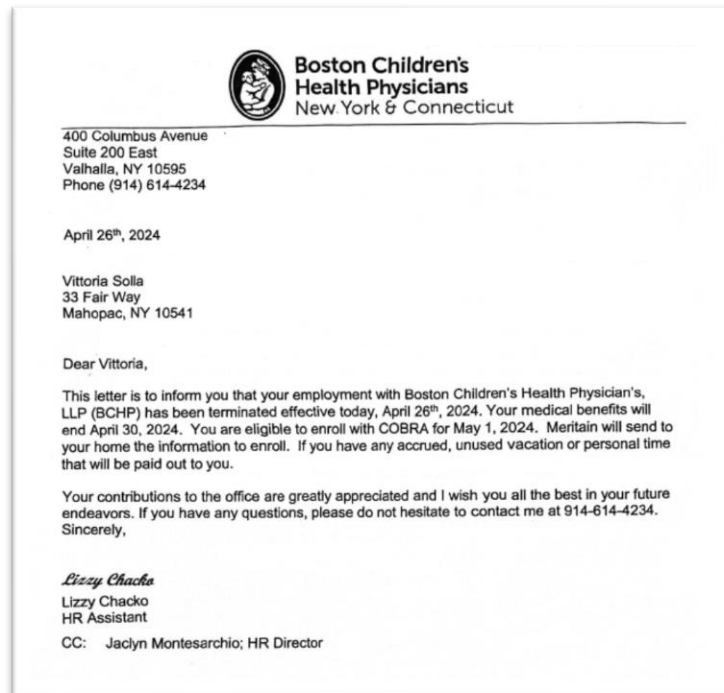 Boston Children's
Health Physicians
New York & Connecticut
400 Columbus Avenue
Suite 200 East
Valhalla, NY 10595
Phone (914) 614-4234
April 26th, 2024
Vittoria Solla
33 Fair Way
Mahopac, NY 10541
Dear Vittoria,
This letter is to inform you that your employment with Boston Children's Health Physician's,
LLP (BCHP) has been terminated effective today, April 26th, 2024. Your medical benefits will
end April 30, 2024. You are eligible to enroll with COBRA for May 1, 2024. Meritain will send to
your home the information to enroll. If you have any accrued, unused vacation or personal time
that will be paid out to you.
Your contributions to the office are greatly appreciated and I wish you all the best in your future
endeavors. If you have any questions, please do not hesitate to contact me at 914-614-4234.
Sincerely,
Lizzy Chacko
Lizzy Chacko
HR Assistant
CC: Jaclyn Montesarchio; HR Director